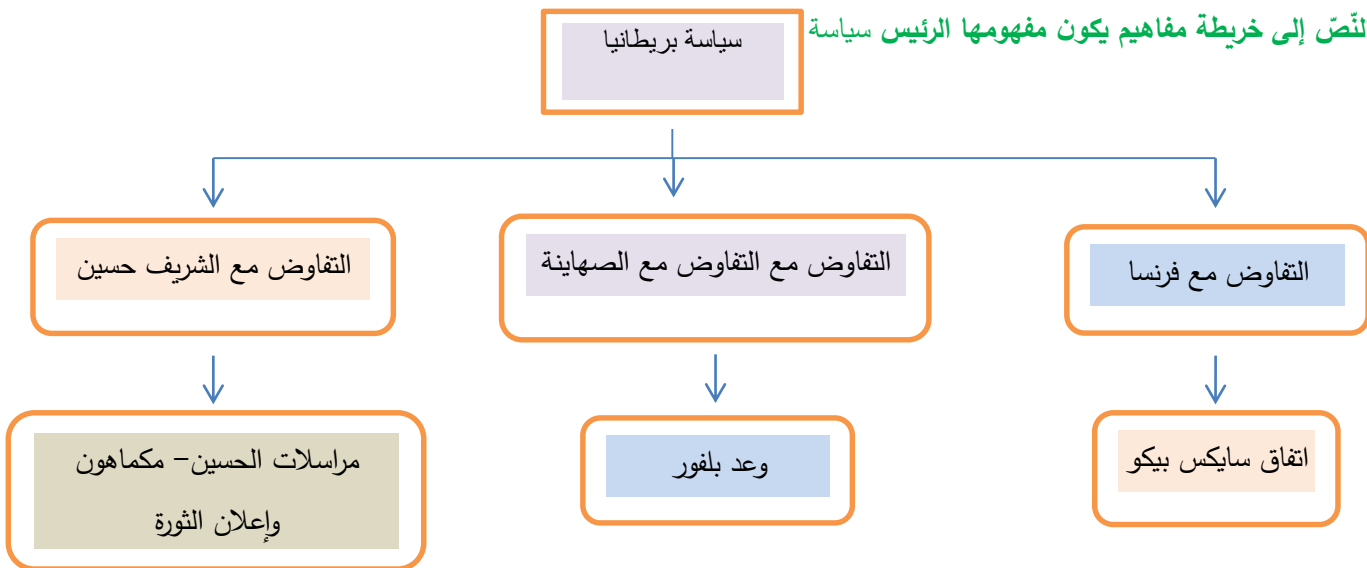 لنّصّ إلى خريطة مفاهيم يكون مفهومها الرئيس سياسة
سياسة بريطانيا
التفاوض مع فرنسا
التفاوض مع التفاوض مع الصهاينة
التفاوض مع الشريف حسين
اتفاق سايكس بيكو
وعد بلفور
مراسلات الحسين– مكماهون
وإعلان الثورة